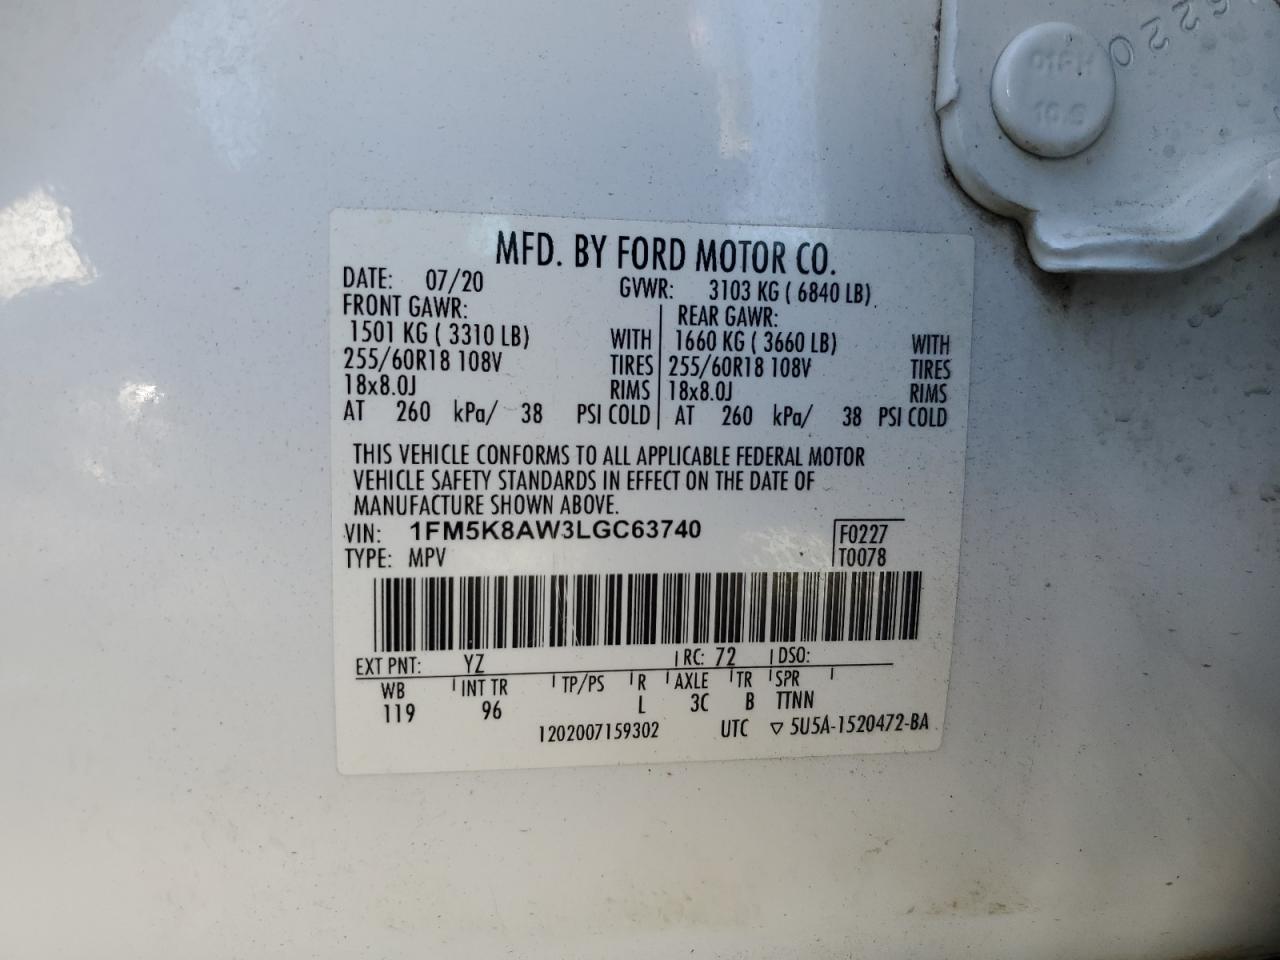 6220
01FH
10.9
MFD. BY FORD MOTOR CO.
DATE: 07/20 GVWR: 3103 KG ( 6840 LB)
FRONT GAWR: REAR GAWR:
1501 KG ( 3310 LB) WITH 1660 KG ( 3660 LB) WITH
255/60R18 108V TIRES 255/60R18 108V TIRES
18x8.0J RIMS 18x8.0J RIMS
AT 260 kPa/ 38 PSI COLD AT 260 kPa/ 38 PSI COLD
THIS VEHICLE CONFORMS TO ALL APPLICABLE FEDERAL MOTOR
VEHICLE SAFETY STANDARDS IN EFFECT ON THE DATE OF
MANUFACTURE SHOWN ABOVE.
VIN: 1FM5K8AW3LGC63740 F0227
TYPE: MPV T0078
EXT PNT: YZ RC: 72 DSO:
WB INT TR TP/PS R AXLE TR SPR
119 96 L 3C B TTNN
1202007159302 UTC ▽ 5U5A-1520472-BA